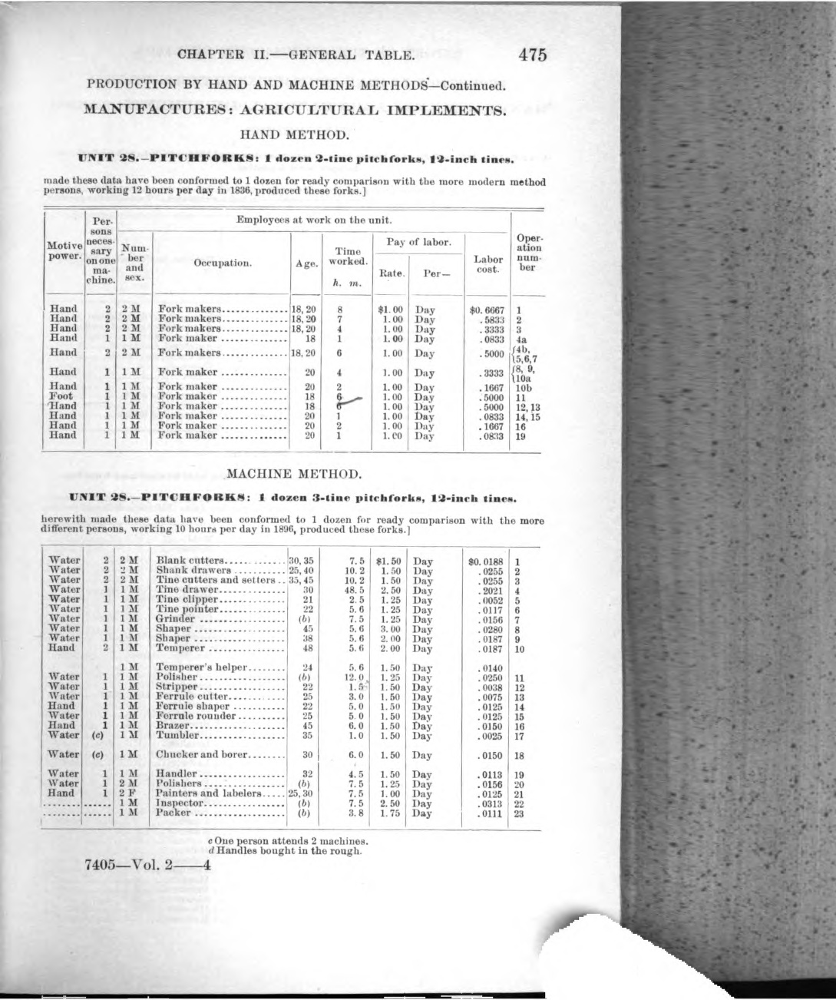 CHAPTER II.—GENERAL TABLE. 475
PRODUCTION BY HAND AND MACHINE METHODS—Continued.
MANUFACTURES: AGRICULTURAL IMPLEMENTS.
HAND METHOD.
UNIT 28.—PITCHFORKS: 1 dozen 2-tine pitchforks, 12-inch tines.
made these data have been conformed to 1 dozen for ready comparison with the more modern method
persons, working 12 hours per day in 1836, produced these forks.]
Motive power. Persons necessary on one machine. Employees at work on the unit. Operation number
Number and sex. Occupation. Age. Time worked. Pay of labor. Labor cost.
h. m. Rate. Per—
Hand 2 2 M Fork makers 18, 20 8 $1.00 Day $0.6667 1
Hand 2 2 M Fork makers 18, 20 7 1.00 Day .5833 2
Hand 2 2 M Fork makers 18, 20 4 1.00 Day .3333 3
Hand 1 1 M Fork maker 18 1 1.00 Day .0833 4a
Hand 2 2 M Fork makers 18, 20 6 1.00 Day .5000 {4b, 5,6,7
Hand 1 1 M Fork maker 20 4 1.00 Day .3333 {8, 9, 10a
Hand 1 1 M Fork maker 20 2 1.00 Day .1667 10b
Foot 1 1 M Fork maker 18 6 1.00 Day .5000 11
Hand 1 1 M Fork maker 18 6 1.00 Day .5000 12, 13
Hand 1 1 M Fork maker 20 1 1.00 Day .0833 14, 15
Hand 1 1 M Fork maker 20 2 1.00 Day .1667 16
Hand 1 1 M Fork maker 20 1 1.00 Day .0833 19
MACHINE METHOD.
UNIT 28.—PITCHFORKS: 1 dozen 3-tine pitchforks, 12-inch tines.
herewith made these data have been conformed to 1 dozen for ready comparison with the more
different persons, working 10 hours per day in 1896, produced these forks.]
Water 2 2 M Blank cutters 30, 35 7.5 $1.50 Day $0.0188 1
Water 2 2 M Shank drawers 25, 40 10.2 1.50 Day .0255 2
Water 2 2 M Tine cutters and setters 35, 45 10.2 1.50 Day .0255 3
Water 1 1 M Tine drawer 30 48.5 2.50 Day .2021 4
Water 1 1 M Tine clipper 21 2.5 1.25 Day .0052 5
Water 1 1 M Tine pointer 22 5.6 1.25 Day .0117 6
Water 1 1 M Grinder (b) 7.5 1.25 Day .0156 7
Water 1 1 M Shaper 45 5.6 3.00 Day .0280 8
Water 1 1 M Shaper 38 5.6 2.00 Day .0187 9
Hand 2 1 M Temperer 48 5.6 2.00 Day .0187 10
1 M Temperer's helper 24 5.6 1.50 Day .0140
Water 1 1 M Polisher (b) 12.0 1.25 Day .0250 11
Water 1 1 M Stripper 22 1.5 1.50 Day .0038 12
Water 1 1 M Ferrule cutter 25 3.0 1.50 Day .0075 13
Hand 1 1 M Ferrule shaper 22 5.0 1.50 Day .0125 14
Water 1 1 M Ferrule rounder 25 5.0 1.50 Day .0125 15
Hand 1 1 M Brazer 45 6.0 1.50 Day .0150 16
Water (c) 1 M Tumbler 35 1.0 1.50 Day .0025 17
Water (c) 1 M Chucker and borer 30 6.0 1.50 Day .0150 18
Water 1 1 M Handler 32 4.5 1.50 Day .0113 19
Water 1 2 M Polishers (b) 7.5 1.25 Day .0156 20
Hand 1 2 F Painters and labelers 25, 30 7.5 1.00 Day .0125 21
1 M Inspector (b) 7.5 2.50 Day .0313 22
1 M Packer (b) 3.8 1.75 Day .0111 23
c One person attends 2 machines.
d Handles bought in the rough.
7405—Vol. 2——4